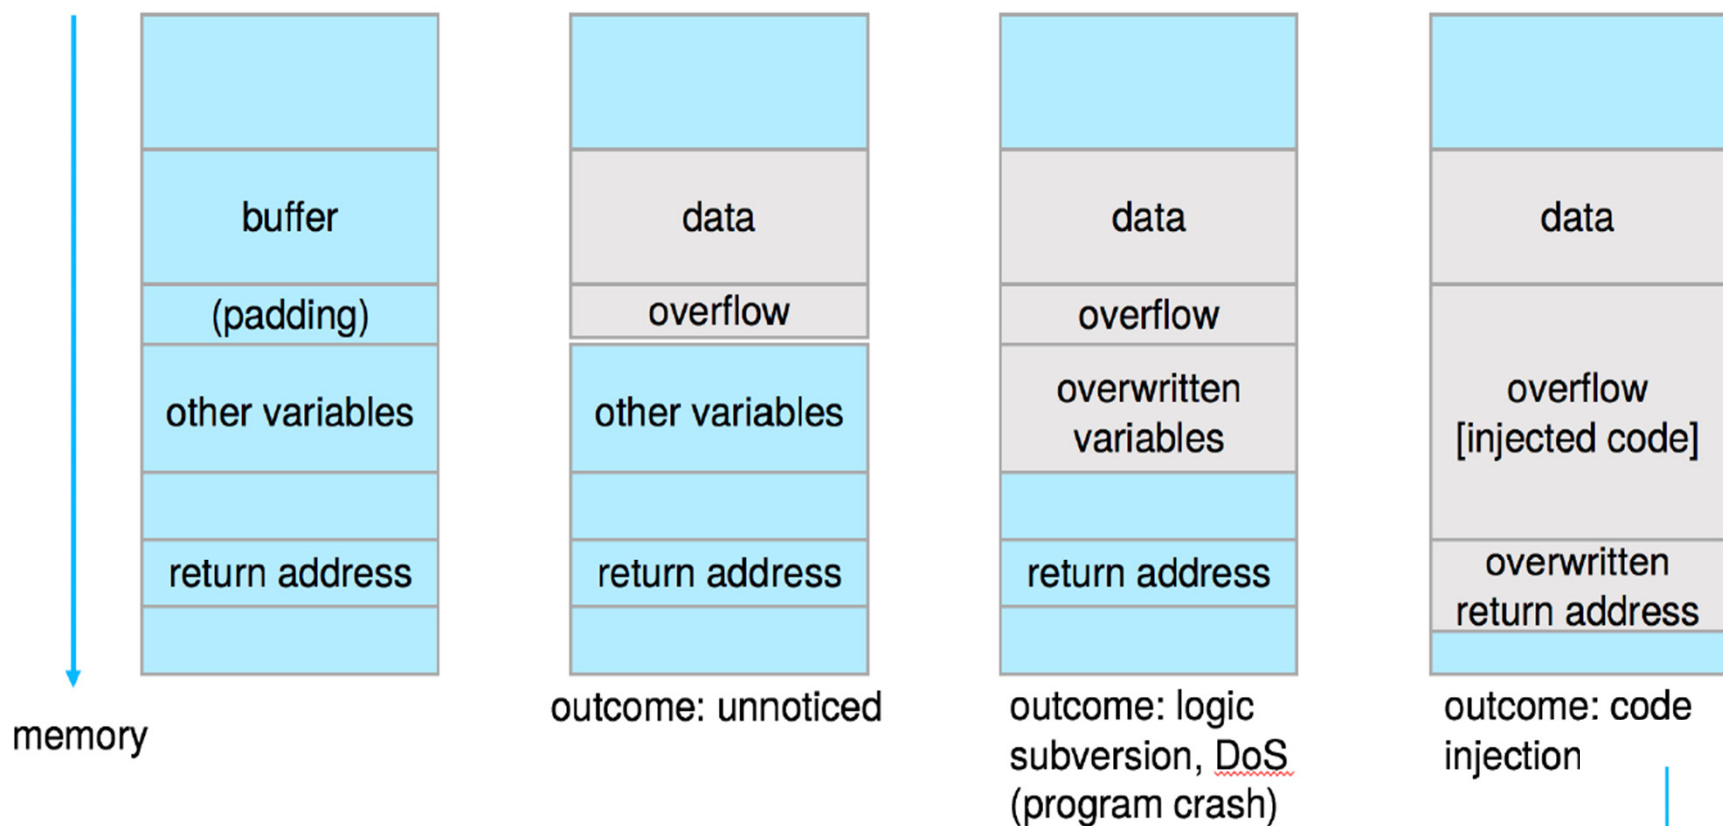 buffer
(padding)
other variables
return address
memory
data
overflow
other variables
return address
outcome: unnoticed
data
overflow
overwritten
variables
return address
outcome: logic
subversion, DoS
(program crash)
data
overflow
[injected code]
overwritten
return address
outcome: code
injection